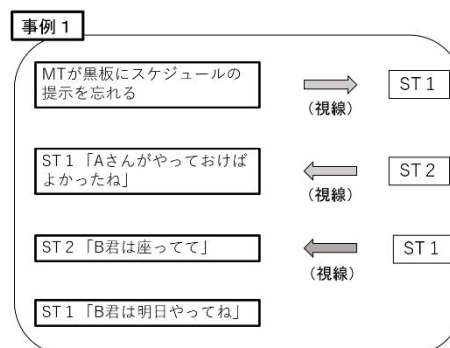 事例1
MTが黒板にスケジュールの
提示を忘れる
(視線)
ST1
ST1「Aさんがやっておけば
よかったね」
(視線)
ST2
ST2「B君は座ってて」
(視線)
ST1
ST1「B君は明日やってね」